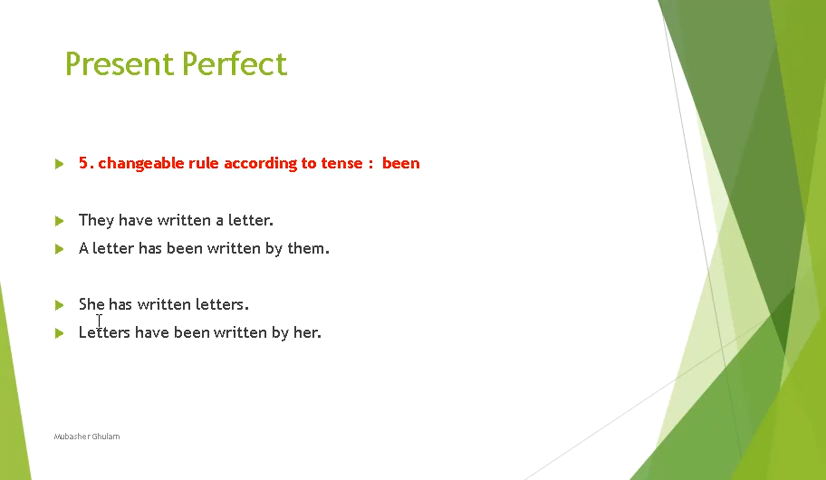 Present Perfect
5. changeable rule according to tense : been
They have written a letter.
A letter has been written by them.
She has written letters.
Letters have been written by her.
Mubasher Ghulam